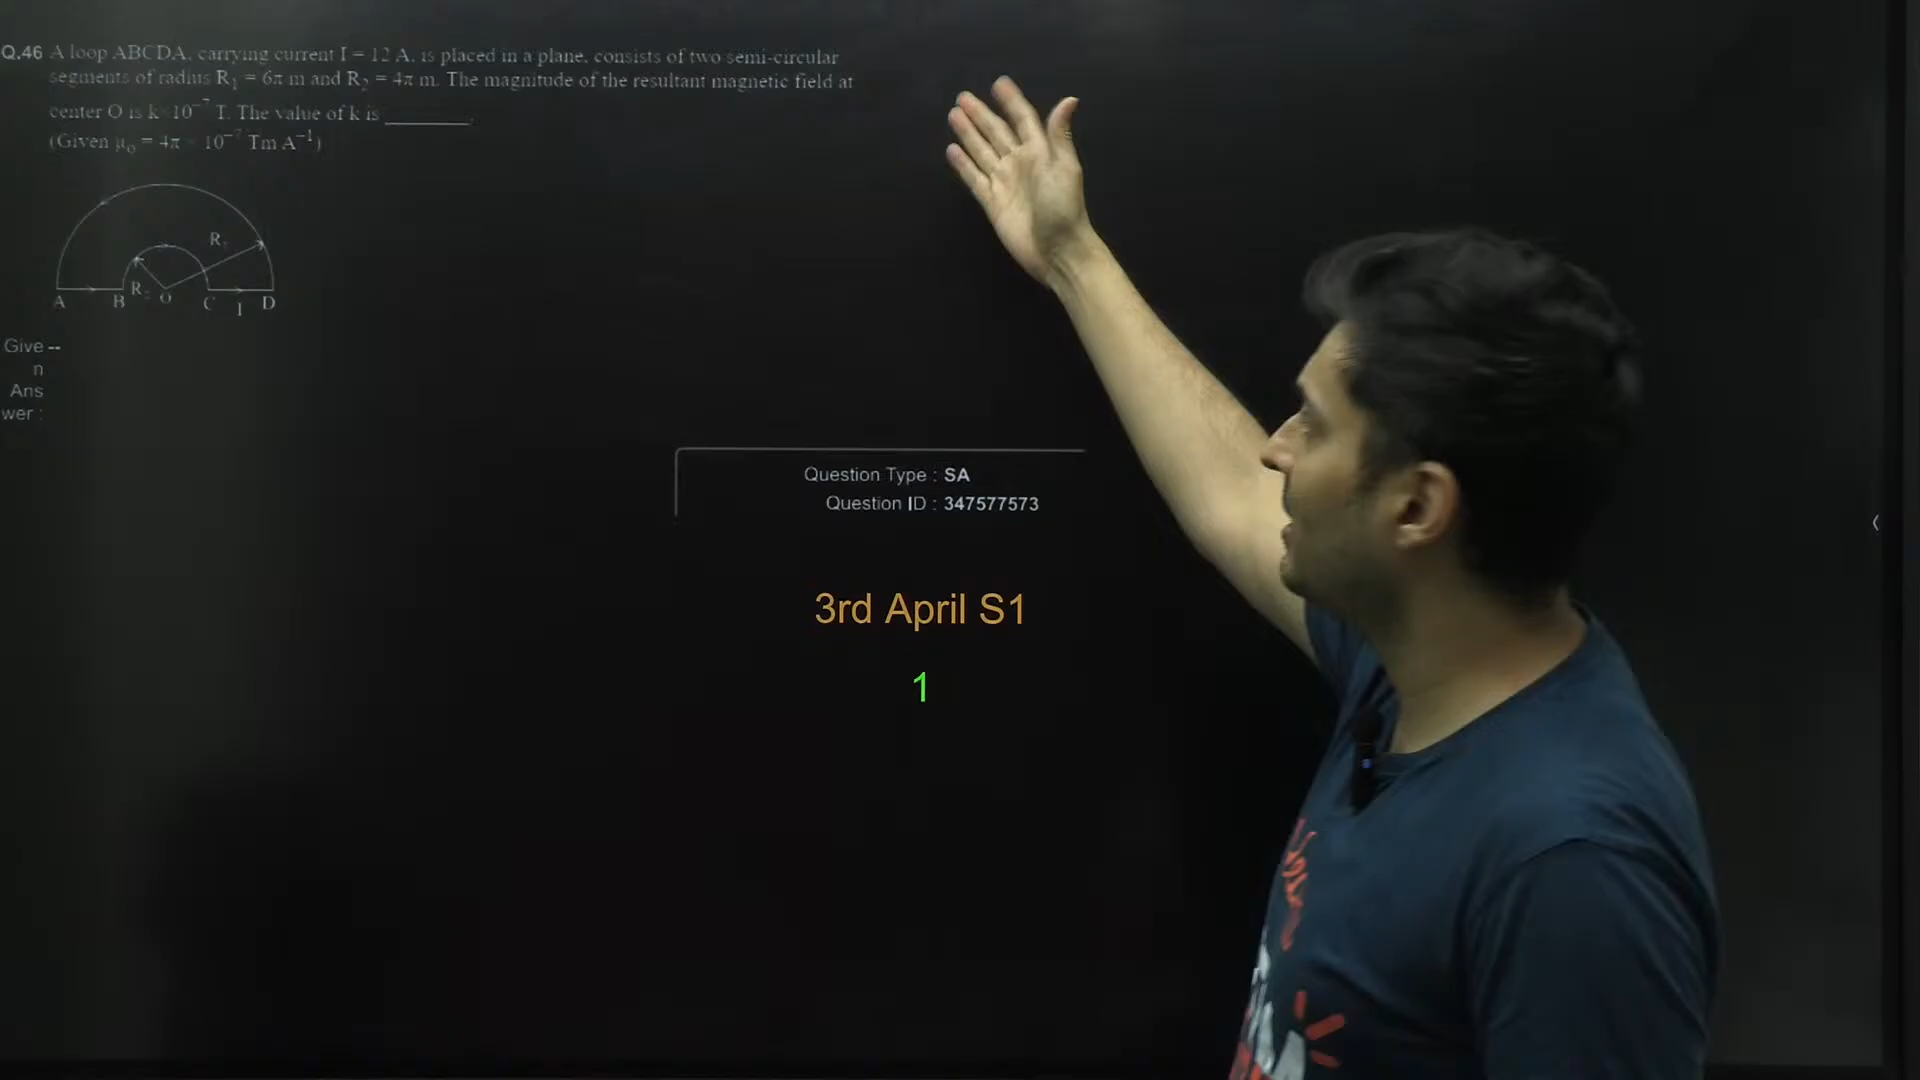 Q.46 A loop ABCDA, carrying current I = 12 A, is placed in a plane, consists of two semi-circular
segments of radius R₁ = 6π m and R₂ = 4π m. The magnitude of the resultant magnetic field at
center O is k×10⁻⁷ T. The value of k is ________.
(Given μ₀ = 4π × 10⁻⁷ Tm A⁻¹)
R₁
A B R₂ O C I D
Give --
n
Ans
wer :
Question Type : SA
Question ID : 347577573
3rd April S1
1